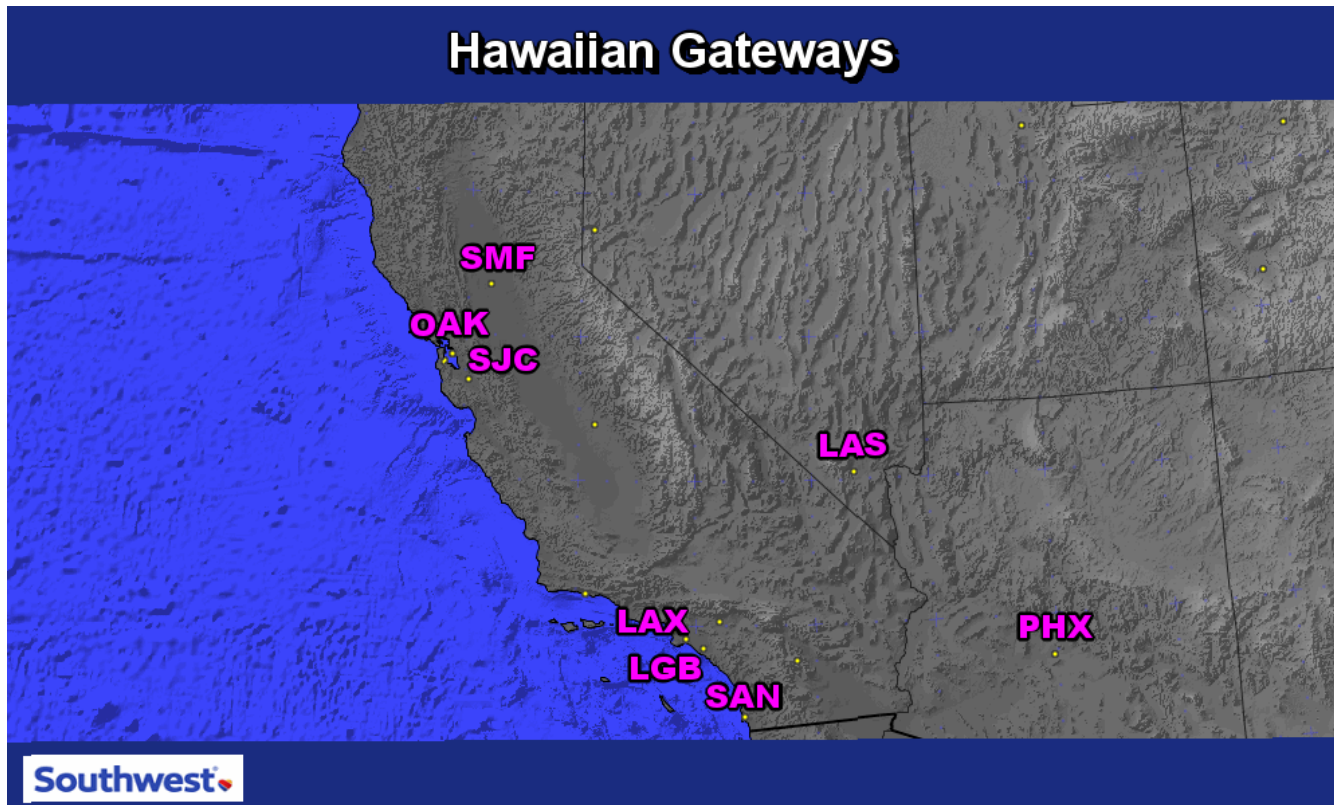 Hawaiian Gateways
SMF
OAK
SJC
LAS
LAX
PHX
LGB
SAN
Southwest